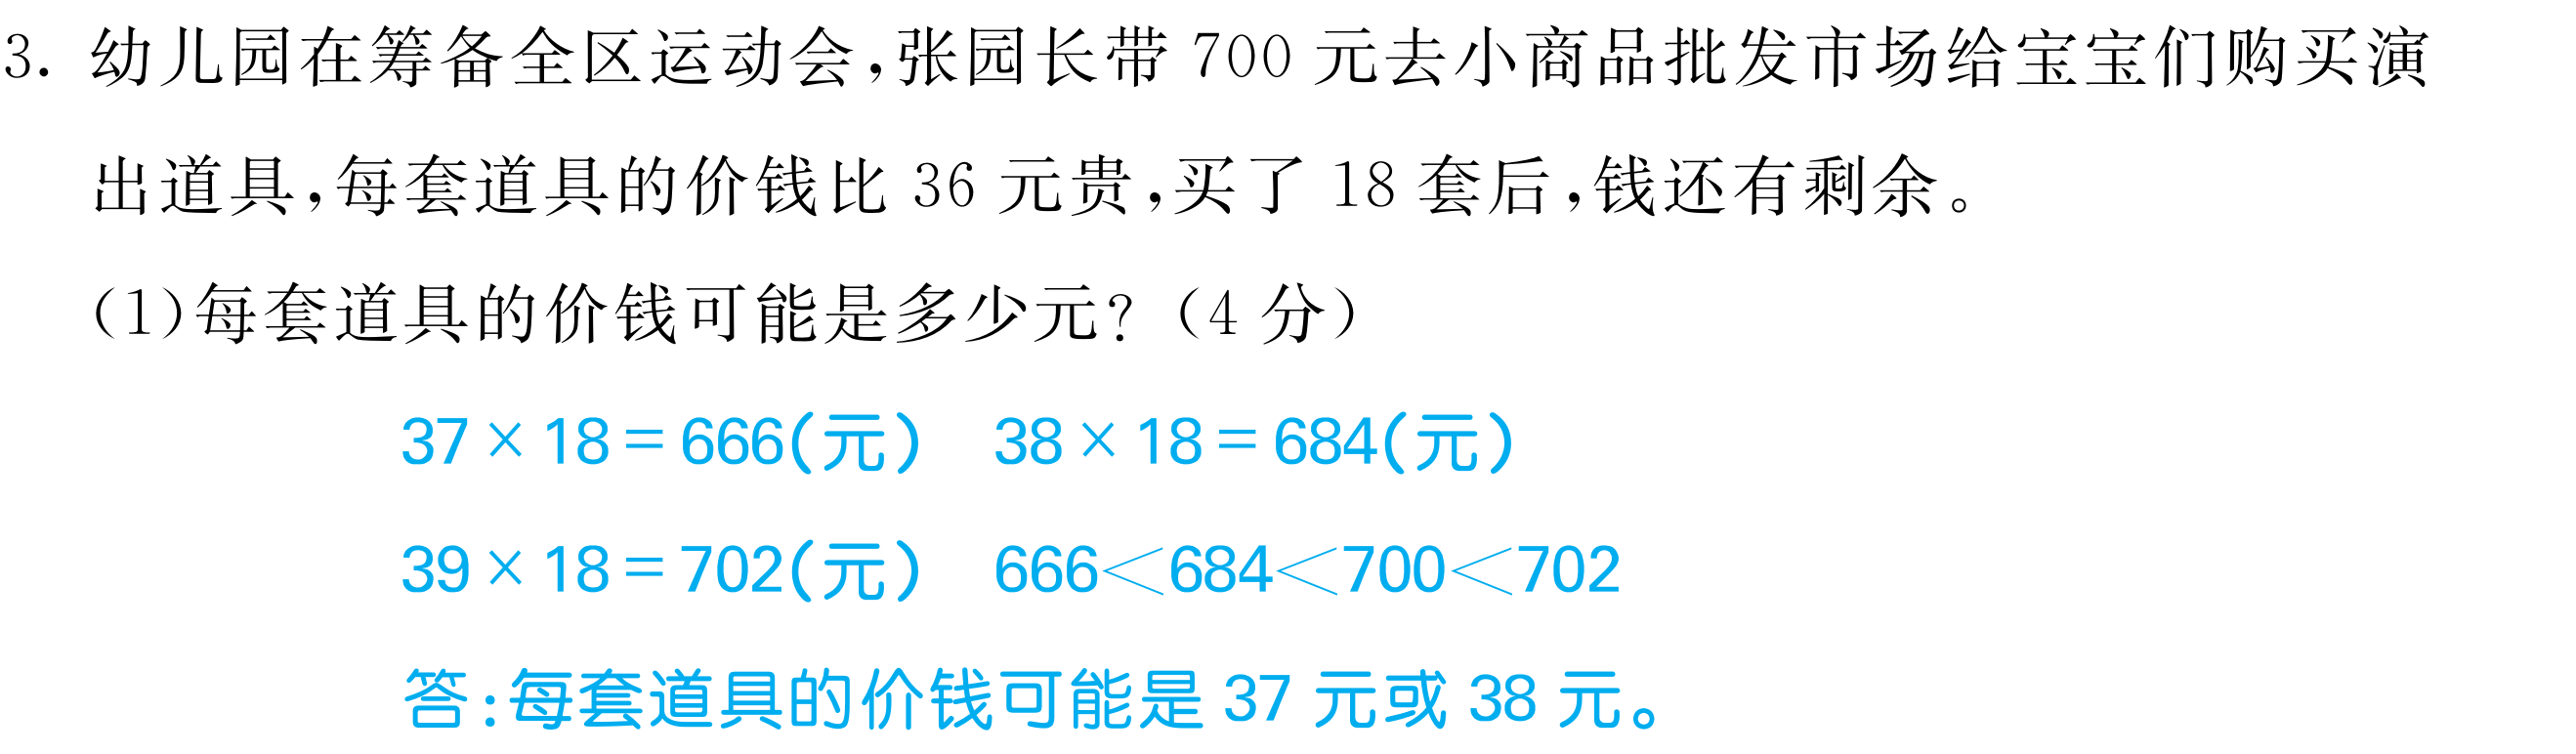 3. 幼儿园在筹备全区运动会,张园长带 700 元去小商品批发市场给宝宝们购买演
出道具,每套道具的价钱比 36 元贵,买了 18 套后,钱还有剩余。
(1)每套道具的价钱可能是多少元?(4 分)
37 × 18 = 666(元) 38 × 18 = 684(元)
39 × 18 = 702(元) 666<684<700<702
答:每套道具的价钱可能是 37 元或 38 元。